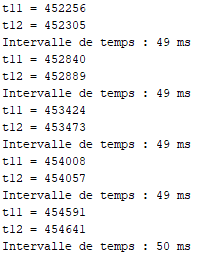 t11 = 452256
t12 = 452305
Intervalle de temps : 49 ms
t11 = 452840
t12 = 452889
Intervalle de temps : 49 ms
t11 = 453424
t12 = 453473
Intervalle de temps : 49 ms
t11 = 454008
t12 = 454057
Intervalle de temps : 49 ms
t11 = 454591
t12 = 454641
Intervalle de temps : 50 ms